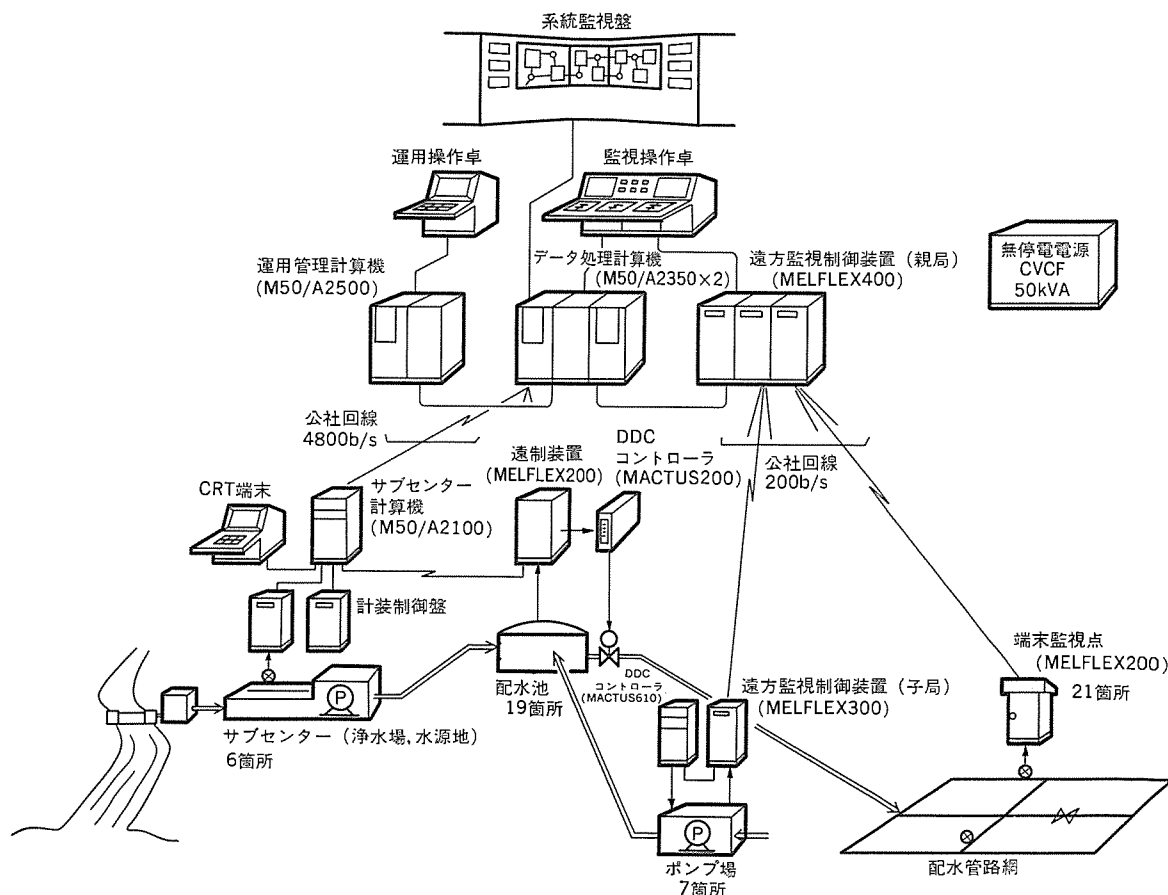 系統監視盤
運用操作卓
監視操作卓
運用管理計算機
(M50/A2500)
データ処理計算機
(M50/A2350×2)
遠方監視制御装置(親局)
(MELFLEX400)
無停電電源
CVCF
50kVA
公社回線
4800b/s
遠制装置
(MELFLEX200)
DDC
コントローラ
(MACTUS200)
公社回線
200b/s
CRT端末
サブセンター
計算機
(M50/A2100)
計装制御盤
P
サブセンター(浄水場,水源地)
6箇所
配水池
19箇所
DDC
コントローラ
(MACTUS610)
遠方監視制御装置(子局)
(MELFLEX300)
端末監視点
(MELFLEX200)
21箇所
P
ポンプ場
7箇所
配水管路網